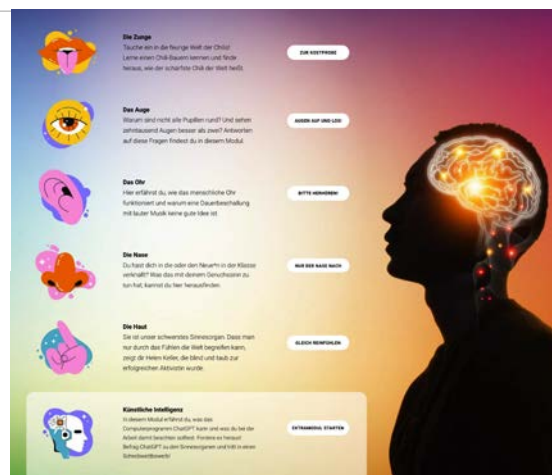 Die Zunge
Tauche ein in die feurige Welt der Chilis!
Lerne einen Chili-Bauern kennen und finde
heraus, wie der schärfste Chili der Welt heißt.
ZUR KOSTPROBE
Das Auge
Warum sind nicht alle Pupillen rund? Und sehen
zehntausend Augen besser als zwei? Antworten
auf diese Fragen findest du in diesem Modul.
AUGEN AUF UND LOS!
Das Ohr
Hier erfährst du, wie das menschliche Ohr
funktioniert und warum eine Dauerbeschallung
mit lauter Musik keine gute Idee ist.
BITTE HINHÖREN!
Die Nase
Du hast dich in die oder den Neue*n in der Klasse
verknallt? Was das mit deinem Geruchssinn zu
tun hat, kannst du hier herausfinden.
NUR DER NASE NACH
Die Haut
Sie ist unser schwerstes Sinnesorgan. Dass man
nur durch das Fühlen die Welt begreifen kann,
zeigt dir Helen Keller, die blind und taub zur
erfolgreichen Aktivistin wurde.
GLEICH REINFÜHLEN
Künstliche Intelligenz
In diesem Modul erfährst du, was das
Computerprogramm ChatGPT kann und was du bei der
Arbeit damit beachten solltest. Fordere es heraus!
Befrag ChatGPT zu den Sinnesorganen und tritt in einen
Schreibwettbewerb!
EXTRAMODUL STARTEN